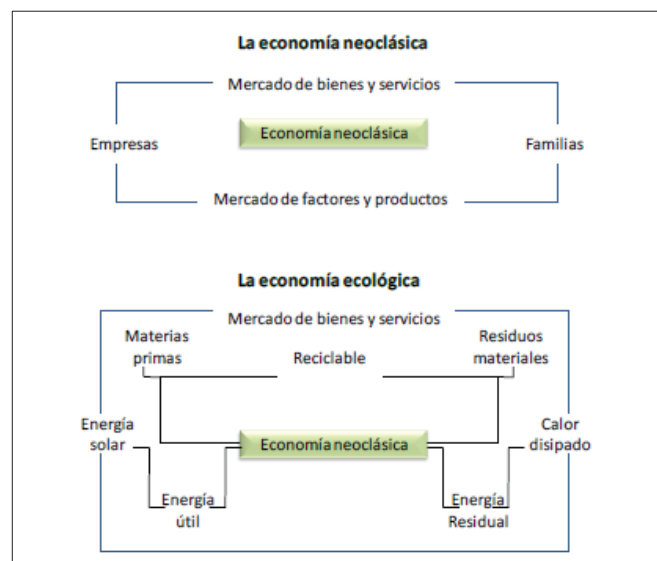 La economía neoclásica
Mercado de bienes y servicios
Economía neoclásica
Empresas
Familias
Mercado de factores y productos
La economía ecológica
Mercado de bienes y servicios
Materias
primas
Reciclable
Residuos
materiales
Energía
solar
Economía neoclásica
Calor
disipado
Energía
útil
Energía
Residual